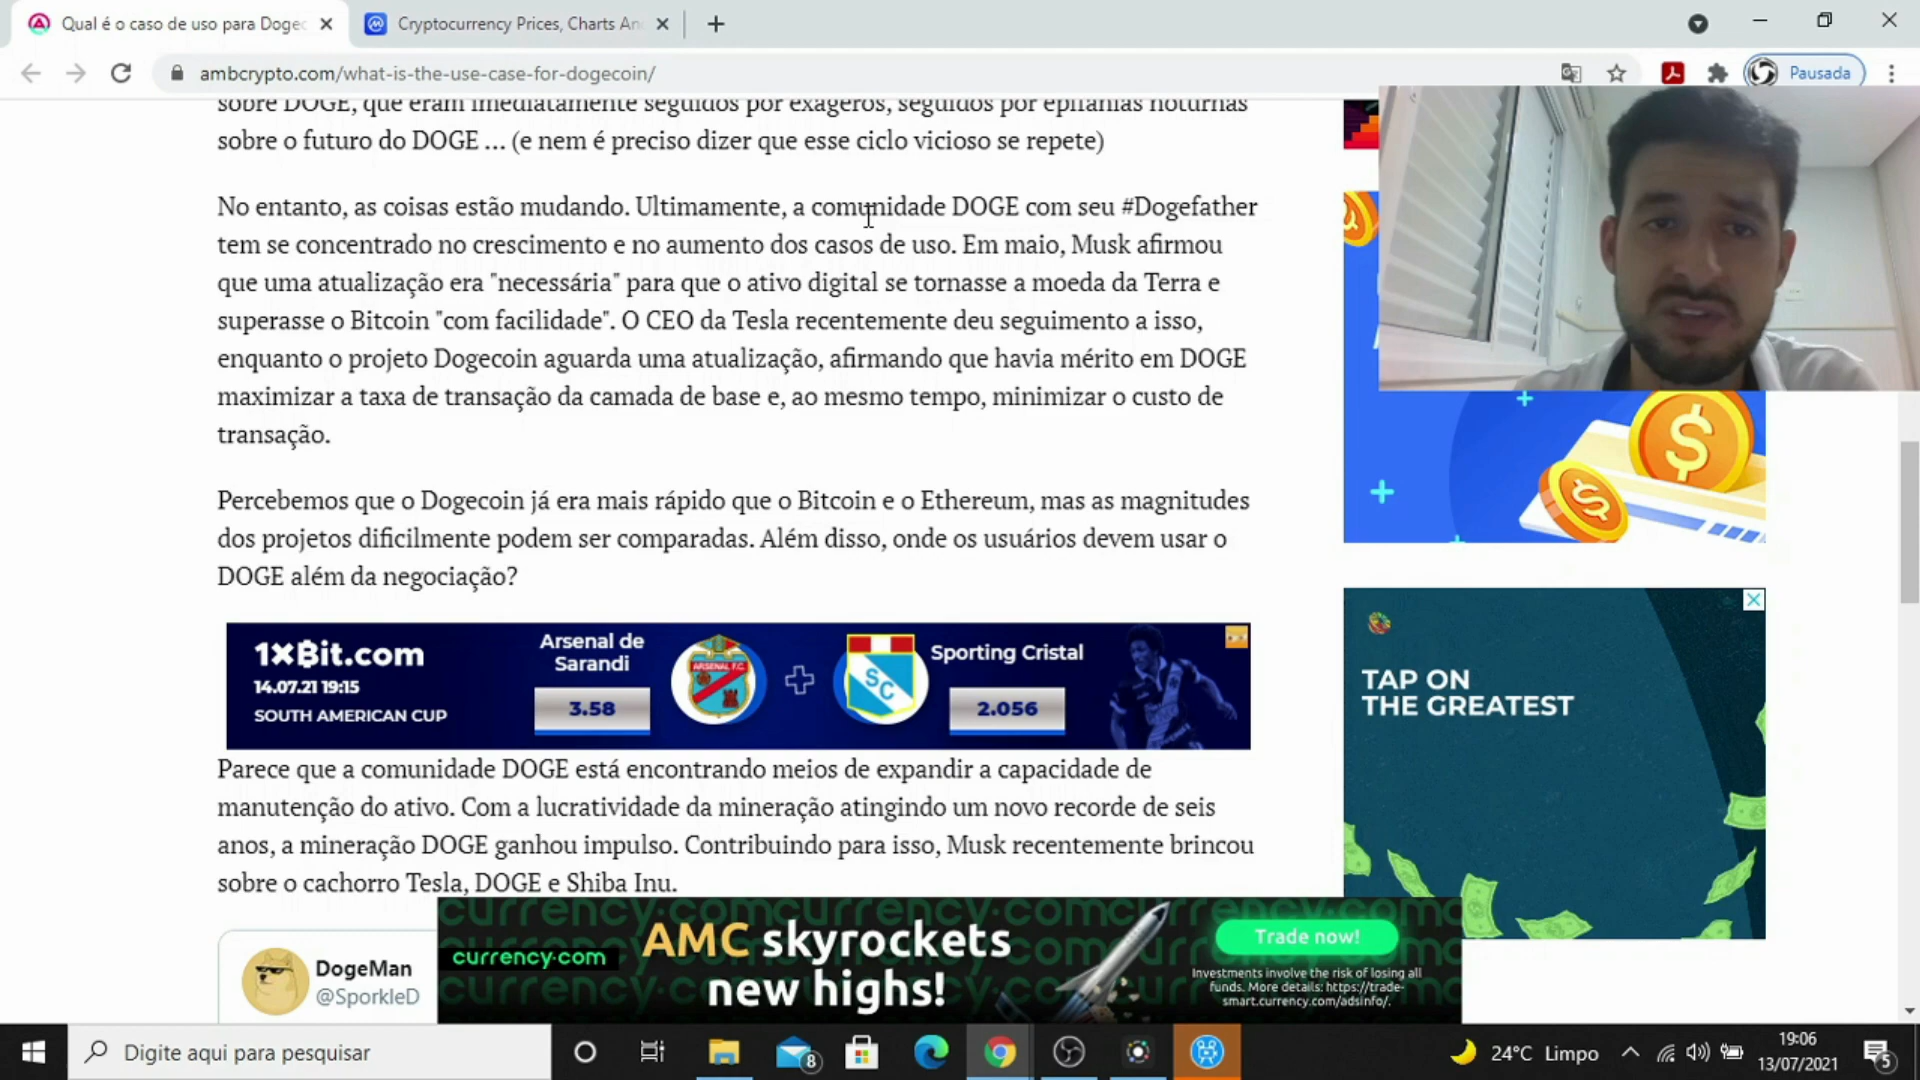 Qual é o caso de uso para Dogec
Cryptocurrency Prices, Charts An
ambcrypto.com/what-is-the-use-case-for-dogecoin/
Pausada
sobre DOGE, que eram imediatamente seguidos por exageros, seguidos por epifanias noturnas
sobre o futuro do DOGE ... (e nem é preciso dizer que esse ciclo vicioso se repete)
No entanto, as coisas estão mudando. Ultimamente, a comunidade DOGE com seu #Dogefather
tem se concentrado no crescimento e no aumento dos casos de uso. Em maio, Musk afirmou
que uma atualização era "necessária" para que o ativo digital se tornasse a moeda da Terra e
superasse o Bitcoin "com facilidade". O CEO da Tesla recentemente deu seguimento a isso,
enquanto o projeto Dogecoin aguarda uma atualização, afirmando que havia mérito em DOGE
maximizar a taxa de transação da camada de base e, ao mesmo tempo, minimizar o custo de
transação.
Percebemos que o Dogecoin já era mais rápido que o Bitcoin e o Ethereum, mas as magnitudes
dos projetos dificilmente podem ser comparadas. Além disso, onde os usuários devem usar o
DOGE além da negociação?
1X₿it.com
14.07.21 19:15
SOUTH AMERICAN CUP
Arsenal de
Sarandi
3.58
ARSENAL F.C.
SC
Sporting Cristal
2.056
TAP ON
THE GREATEST
Parece que a comunidade DOGE está encontrando meios de expandir a capacidade de
manutenção do ativo. Com a lucratividade da mineração atingindo um novo recorde de seis
anos, a mineração DOGE ganhou impulso. Contribuindo para isso, Musk recentemente brincou
sobre o cachorro Tesla, DOGE e Shiba Inu.
DogeMan
@SporkleD
currency.com
AMC skyrockets
new highs!
Trade now!
Investments involve the risk of losing all
funds. More details: https://trade-
smart.currency.com/adsinfo/.
Digite aqui para pesquisar
8
24°C Limpo
19:06
13/07/2021
5